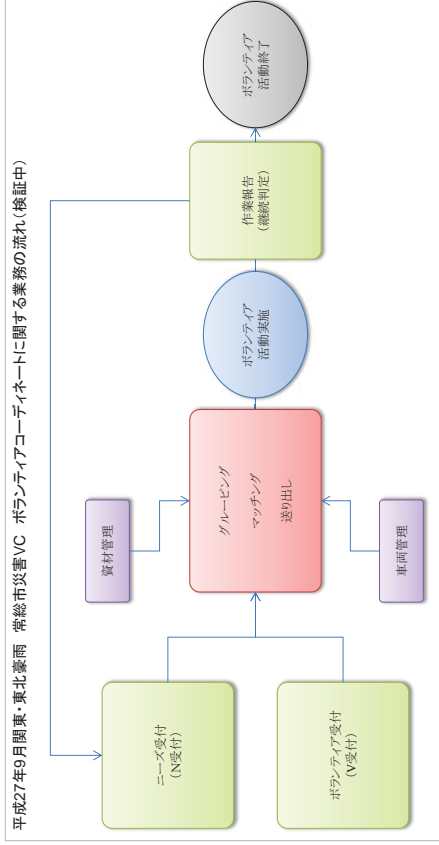 平成27年9月関東・東北豪雨　常総市災害VC　ボランティアコーディネートに関する業務の流れ(検証中)
ニーズ受付
(N受付)
ボランティア受付
(V受付)
資材管理
車両管理
グルーピング
マッチング
送り出し
ボランティア
活動実施
作業報告
(継続判定)
ボランティア
活動終了